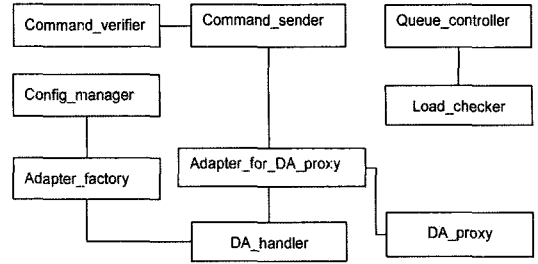 Command_verifier
Command_sender
Queue_controller
Config_manager
Load_checker
Adapter_for_DA_proxy
Adapter_factory
DA_handler
DA_proxy